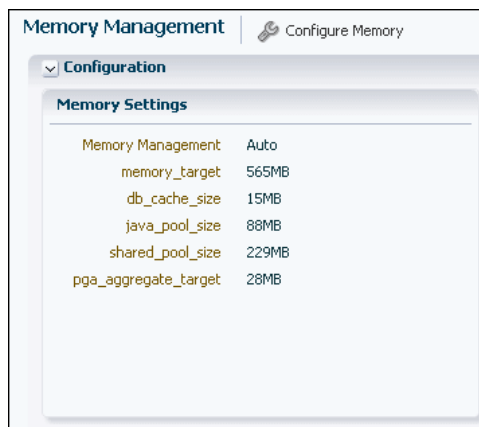 Memory Management Configure Memory
Configuration
Memory Settings
Memory Management Auto
memory_target 565MB
db_cache_size 15MB
java_pool_size 88MB
shared_pool_size 229MB
pga_aggregate_target 28MB